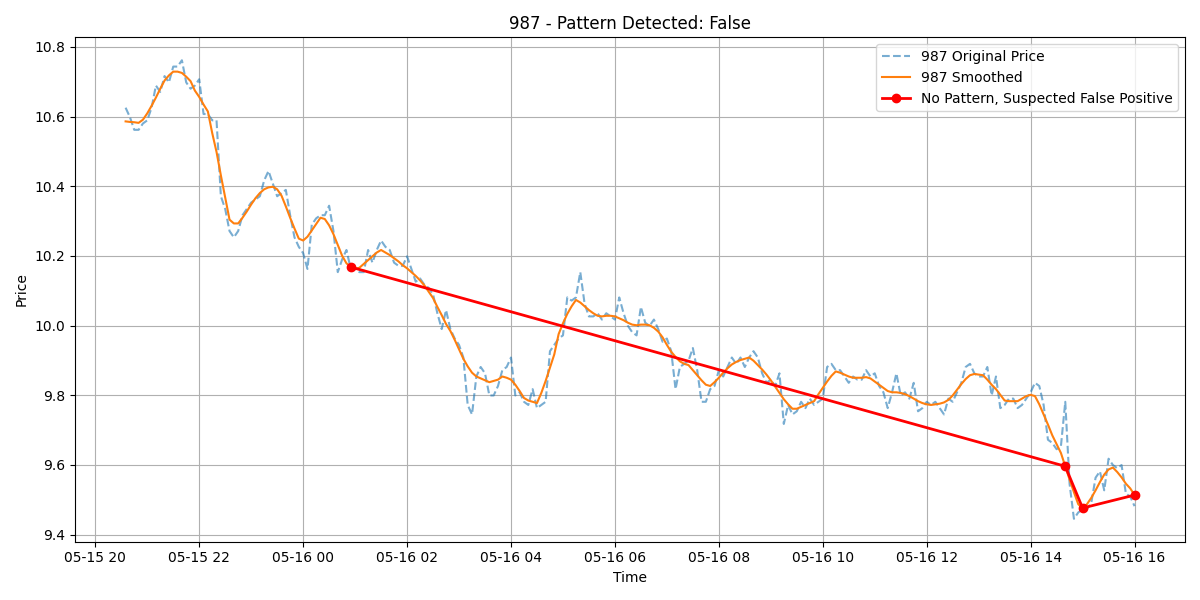 987 - Pattern Detected: False
987 Original Price
987 Smoothed
No Pattern, Suspected False Positive
Price
10.8
10.6
10.4
10.2
10.0
9.8
9.6
9.4
05-15 20 05-15 22 05-16 00 05-16 02 05-16 04 05-16 06 05-16 08 05-16 10 05-16 12 05-16 14 05-16 16
Time